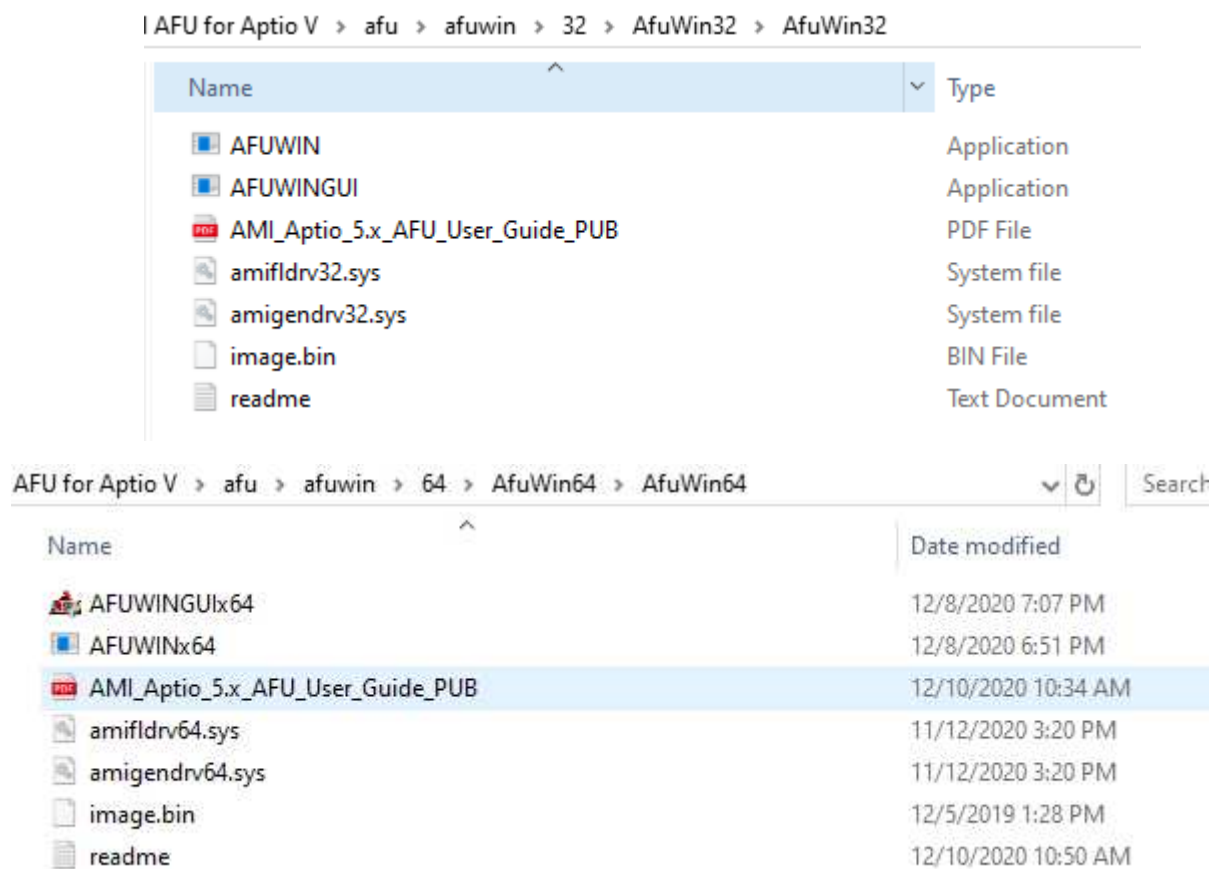 AFU for Aptio V > afu > afuwin > 32 > AfuWin32 > AfuWin32
Name Type
AFUWIN Application
AFUWINGUI Application
AMI_Aptio_5.x_AFU_User_Guide_PUB PDF File
amifldrv32.sys System file
amigendrv32.sys System file
image.bin BIN File
readme Text Document
AFU for Aptio V > afu > afuwin > 64 > AfuWin64 > AfuWin64 Search
Name Date modified
AFUWINGUIx64 12/8/2020 7:07 PM
AFUWINx64 12/8/2020 6:51 PM
AMI_Aptio_5.x_AFU_User_Guide_PUB 12/10/2020 10:34 AM
amifldrv64.sys 11/12/2020 3:20 PM
amigendrv64.sys 11/12/2020 3:20 PM
image.bin 12/5/2019 1:28 PM
readme 12/10/2020 10:50 AM